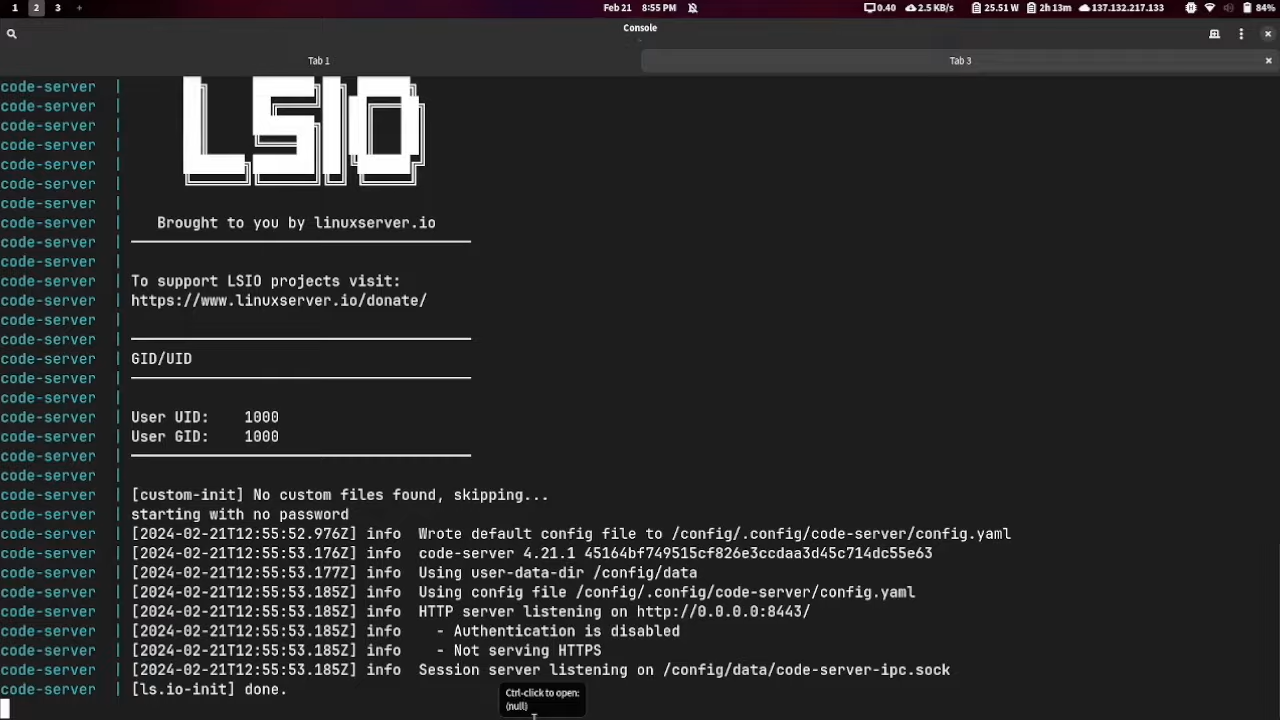 1 2 3 +
Feb 21 8:55 PM
0.40 2.5 KB/s 25.51 W 2h 13m 137.132.217.133 84%
Console
Tab 1
Tab 3
code-server |
code-server |
code-server |
code-server | LSIO
code-server |
code-server |
code-server |
code-server | Brought to you by linuxserver.io
code-server |
code-server |
code-server | To support LSIO projects visit:
code-server | https://www.linuxserver.io/donate/
code-server |
code-server |
code-server | GID/UID
code-server |
code-server |
code-server | User UID: 1000
code-server | User GID: 1000
code-server |
code-server |
code-server | [custom-init] No custom files found, skipping...
code-server | starting with no password
code-server | [2024-02-21T12:55:52.976Z] info Wrote default config file to /config/.config/code-server/config.yaml
code-server | [2024-02-21T12:55:53.176Z] info code-server 4.21.1 45164bf749515cf826e3ccdaa3d45c714dc55e63
code-server | [2024-02-21T12:55:53.177Z] info Using user-data-dir /config/data
code-server | [2024-02-21T12:55:53.185Z] info Using config file /config/.config/code-server/config.yaml
code-server | [2024-02-21T12:55:53.185Z] info HTTP server listening on http://0.0.0.0:8443/
code-server | [2024-02-21T12:55:53.185Z] info - Authentication is disabled
code-server | [2024-02-21T12:55:53.185Z] info - Not serving HTTPS
code-server | [2024-02-21T12:55:53.185Z] info Session server listening on /config/data/code-server-ipc.sock
code-server | [ls.io-init] done.
Ctrl-click to open:
(null)